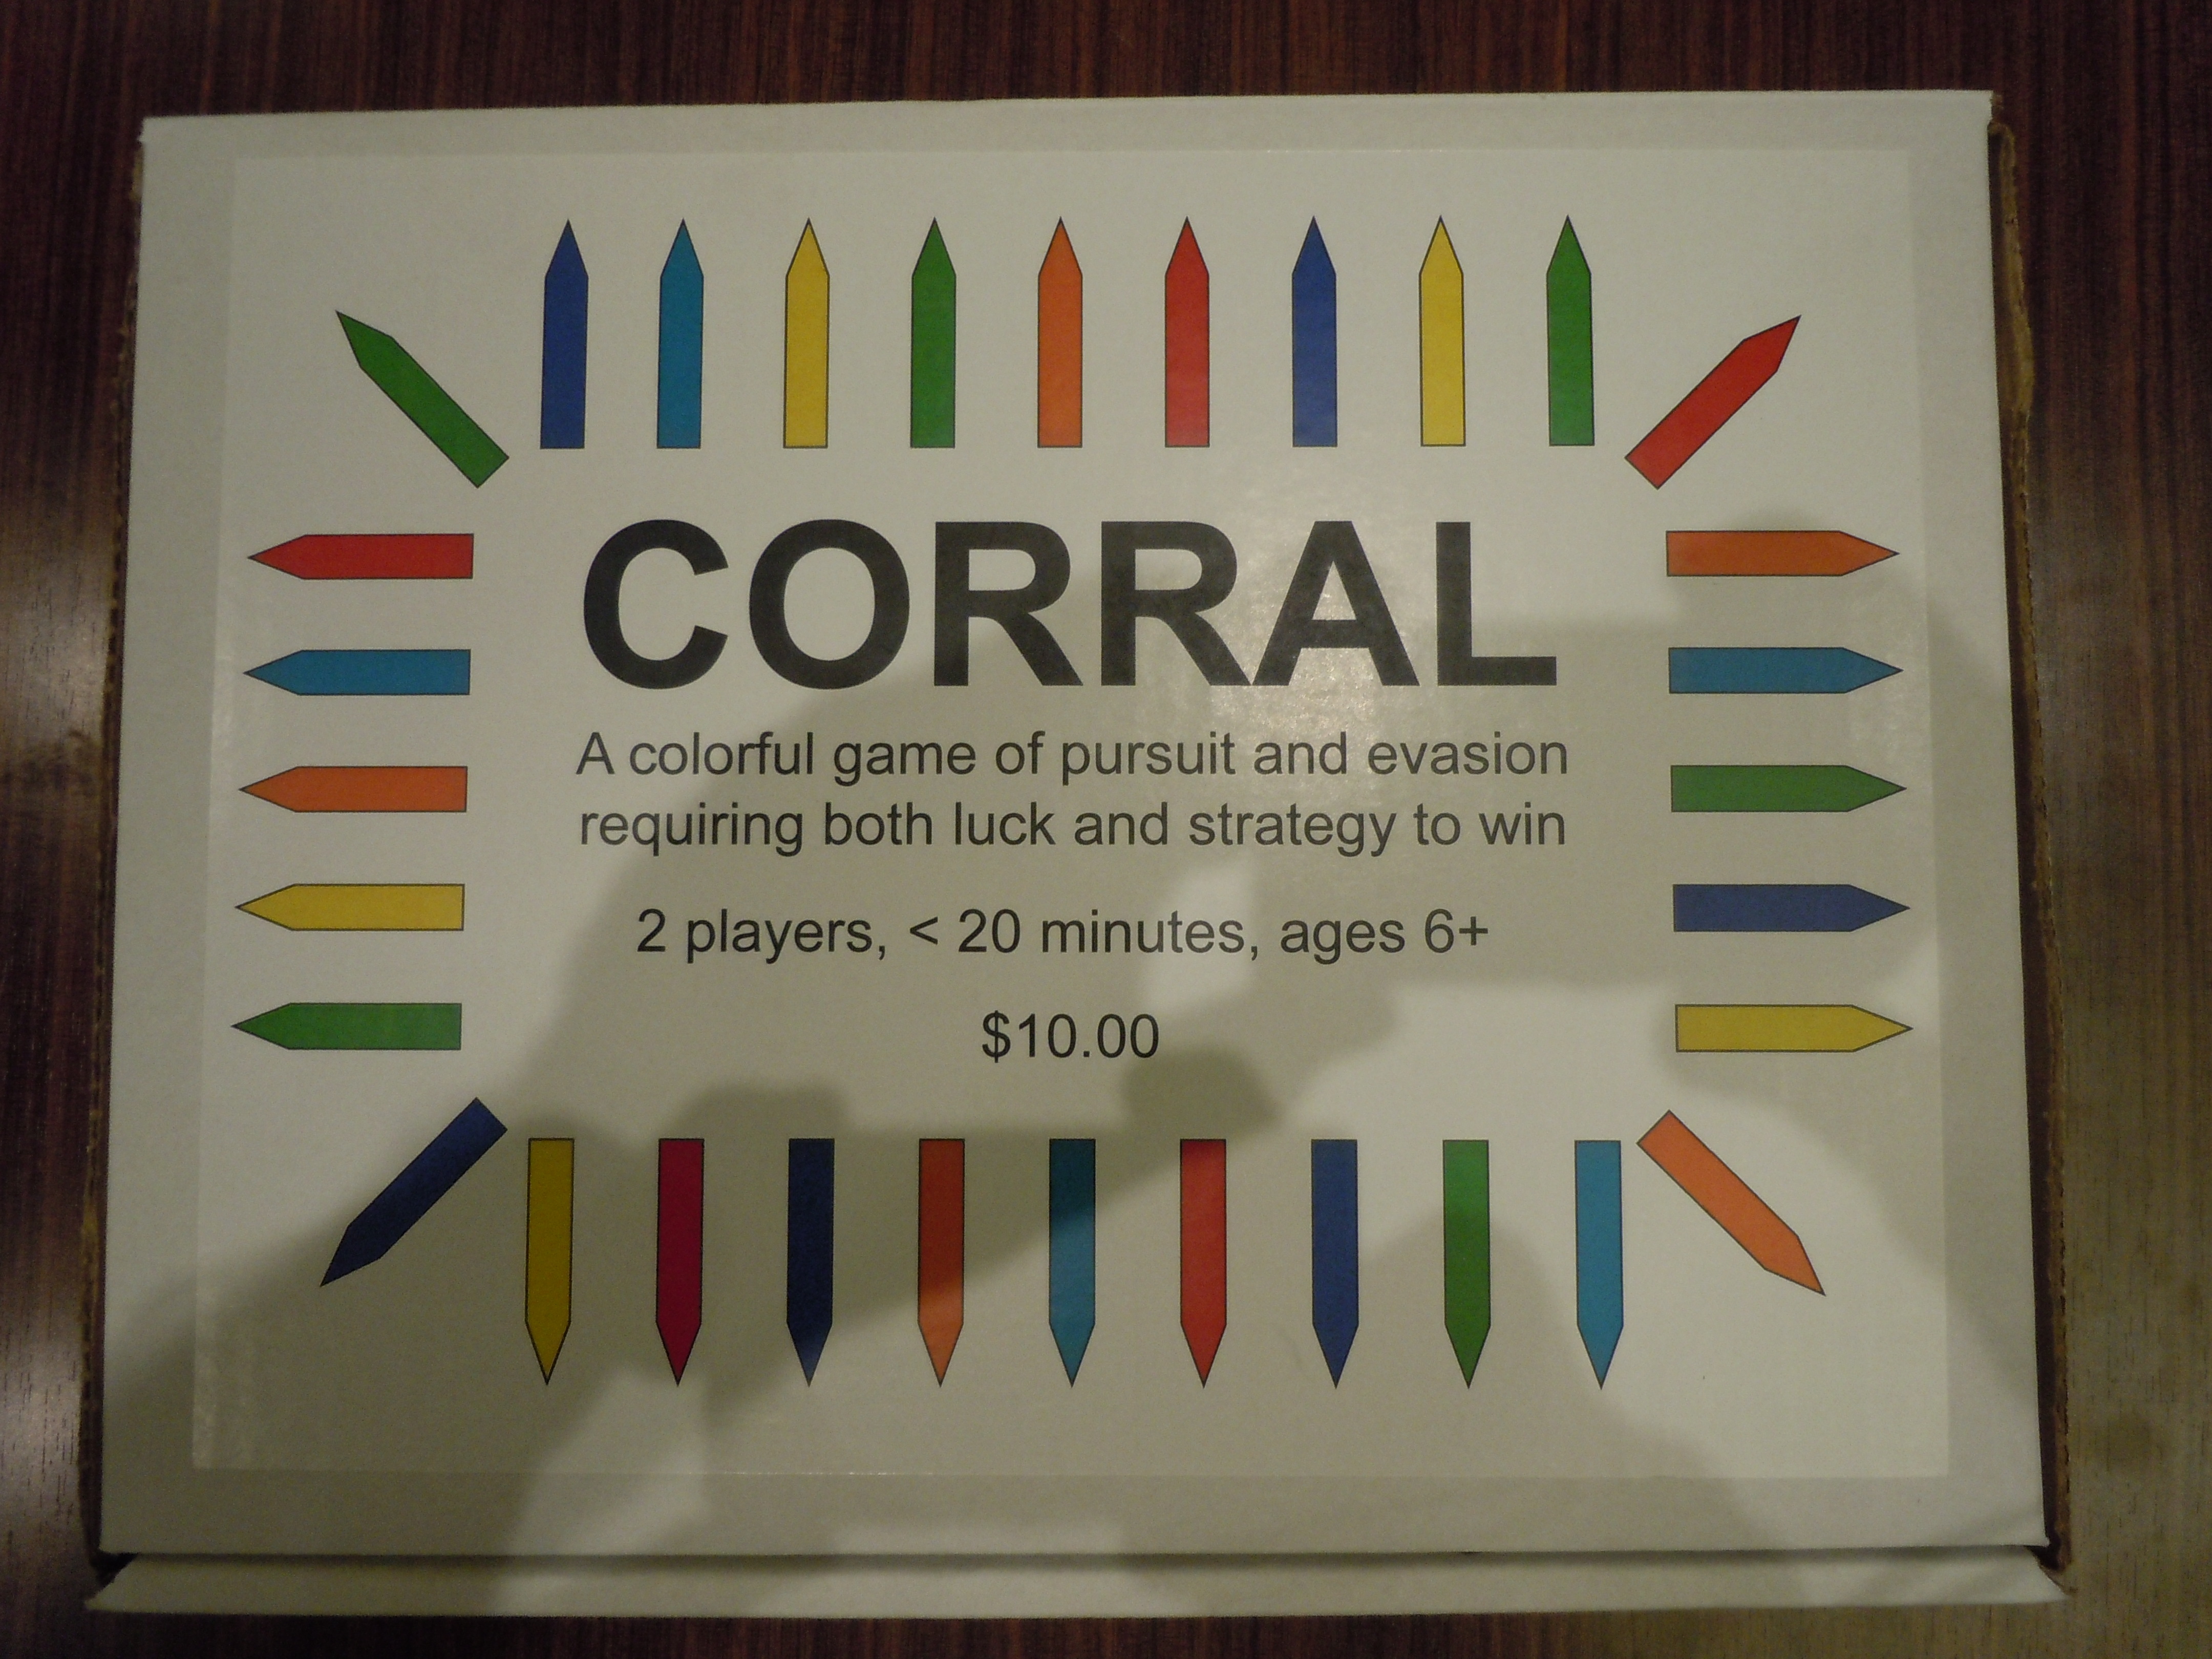 CORRAL
A colorful game of pursuit and evasion
requiring both luck and strategy to win
2 players, < 20 minutes, ages 6+
$10.00